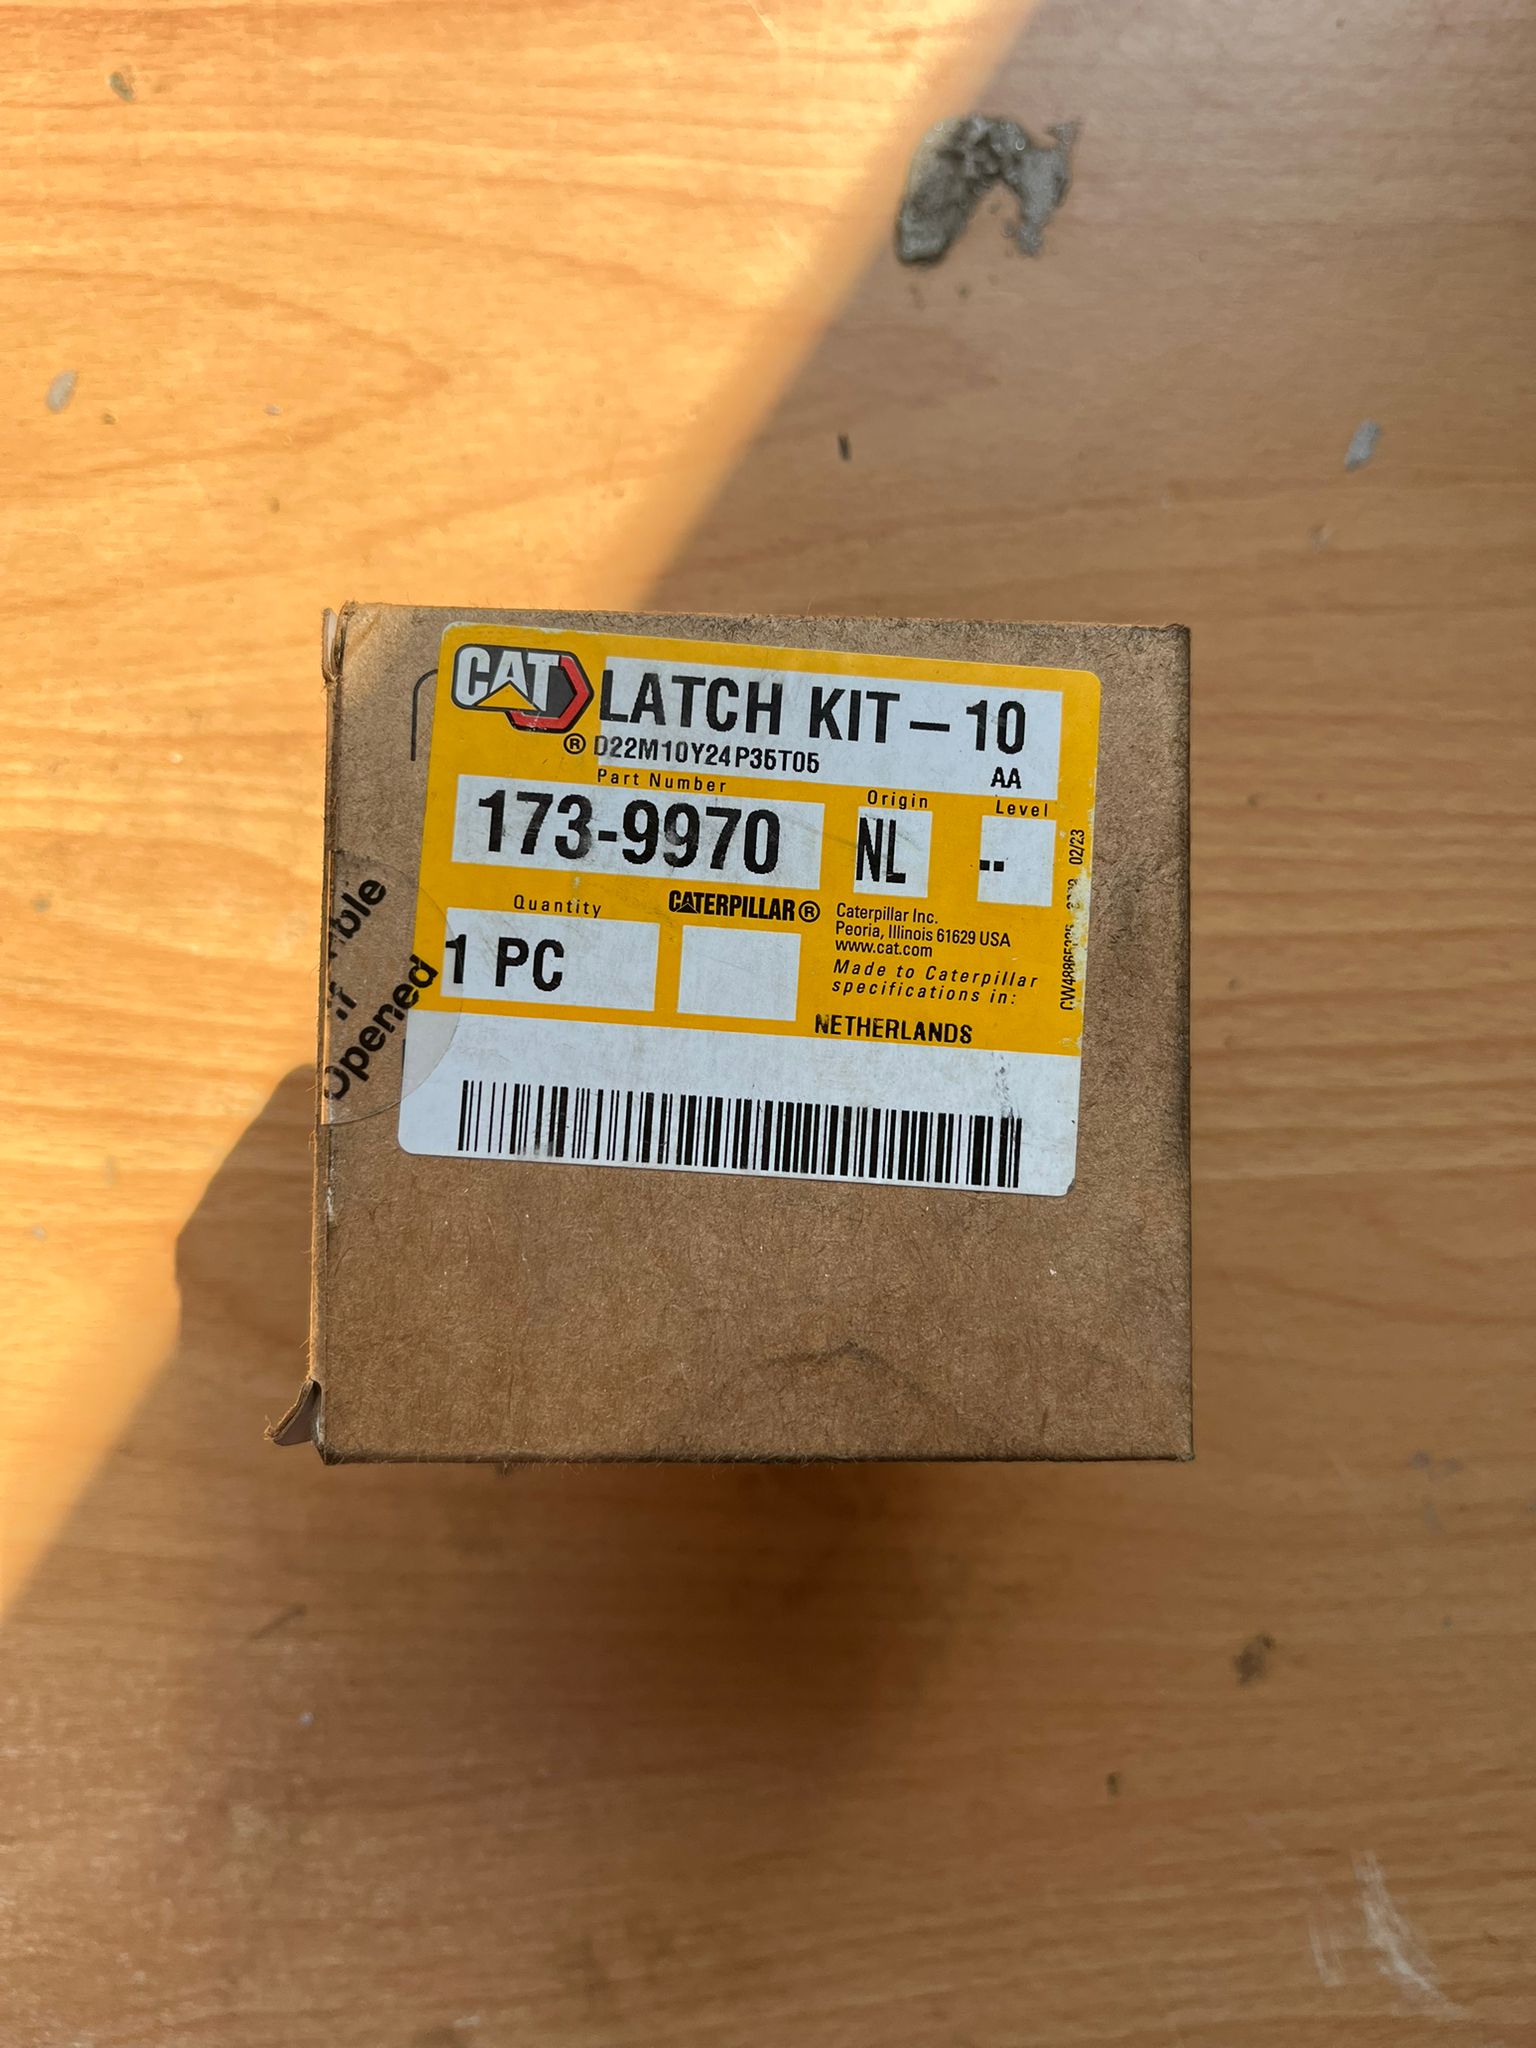 CAT
LATCH KIT – 10
® D22M10Y24P35T05
AA
Part Number
Origin
Level
173-9970
NL
--
02/23
Quantity
CATERPILLAR®
1 PC
Caterpillar Inc.
Peoria, Illinois 61629 USA
www.cat.com
Made to Caterpillar
specifications in:
NETHERLANDS
if
Opened